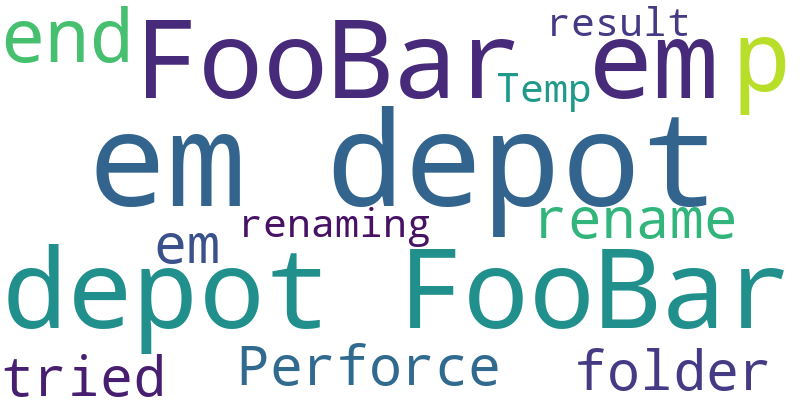 end FooBar em result p
Temp
em depot
renaming rename
em
depot FooBar
tried Perforce folder